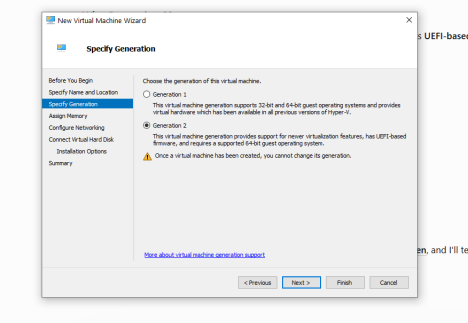 New Virtual Machine Wizard
s UEFI-based
Specify Generation
Before You Begin
Specify Name and Location
Specify Generation
Assign Memory
Configure Networking
Connect Virtual Hard Disk
Installation Options
Summary
Choose the generation of this virtual machine.
Generation 1
This virtual machine generation supports 32-bit and 64-bit guest operating systems and provides
virtual hardware which has been available in all previous versions of Hyper-V.
Generation 2
This virtual machine generation provides support for newer virtualization features, has UEFI-based
firmware, and requires a supported 64-bit guest operating system.
Once a virtual machine has been created, you cannot change its generation.
More about virtual machine generation support
en, and I'll te
< Previous
Next >
Finish
Cancel